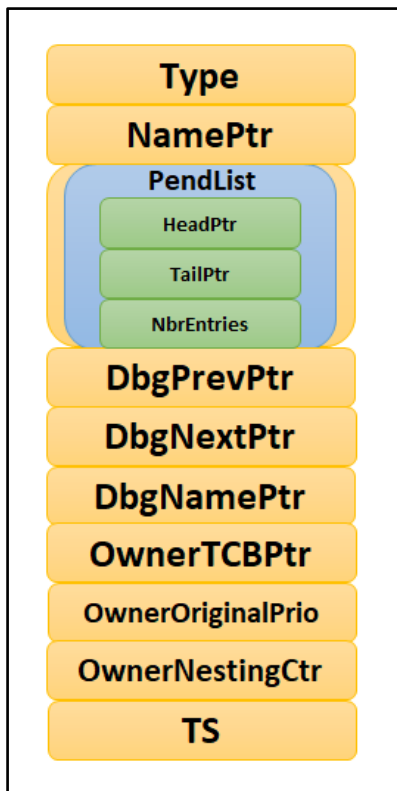 Type
NamePtr
PendList
HeadPtr
TailPtr
NbrEntries
DbgPrevPtr
DbgNextPtr
DbgNamePtr
OwnerTCBPtr
OwnerOriginalPrio
OwnerNestingCtr
TS